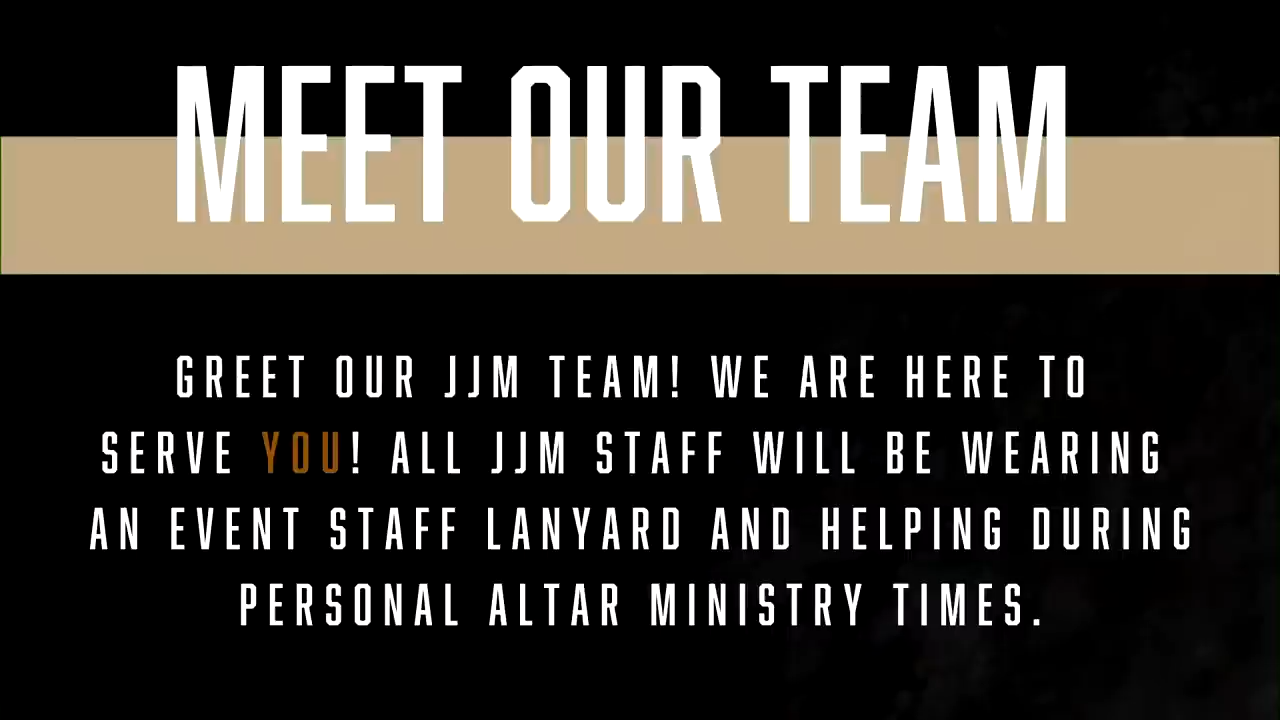 MEET OUR TEAM
GREET OUR JJM TEAM! WE ARE HERE TO
SERVE YOU! ALL JJM STAFF WILL BE WEARING
AN EVENT STAFF LANYARD AND HELPING DURING
PERSONAL ALTAR MINISTRY TIMES.